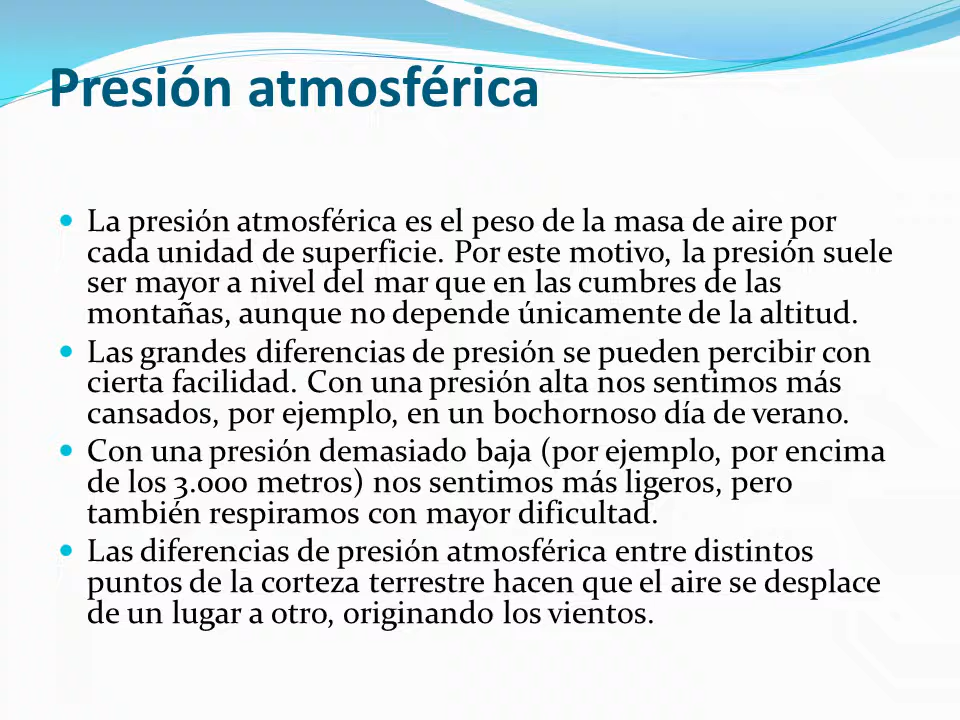 Presión atmosférica
La presión atmosférica es el peso de la masa de aire por
cada unidad de superficie. Por este motivo, la presión suele
ser mayor a nivel del mar que en las cumbres de las
montañas, aunque no depende únicamente de la altitud.
Las grandes diferencias de presión se pueden percibir con
cierta facilidad. Con una presión alta nos sentimos más
cansados, por ejemplo, en un bochornoso día de verano.
Con una presión demasiado baja (por ejemplo, por encima
de los 3.000 metros) nos sentimos más ligeros, pero
también respiramos con mayor dificultad.
Las diferencias de presión atmosférica entre distintos
puntos de la corteza terrestre hacen que el aire se desplace
de un lugar a otro, originando los vientos.